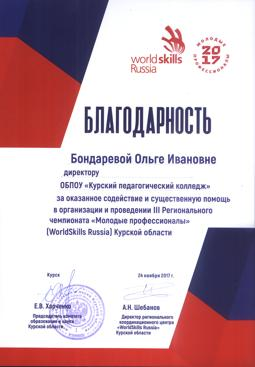 worldskills
Russia
МОЛОДЫЕ
2017
ПРОФЕССИОНАЛЫ
БЛАГОДАРНОСТЬ
Бондаревой Ольге Ивановне
директору
ОБПОУ «Курский педагогический колледж»
за оказанное содействие и существенную помощь
в организации и проведении III Регионального
чемпионата «Молодые профессионалы»
(WorldSkills Russia) Курской области
Курск
24 ноября 2017 г.
Е.В. Харченко
Председатель комитета
образования и науки
Курской области
А.Н. Шебанов
Директор регионального
координационного центра
«WorldSkills Russia»
Курской области